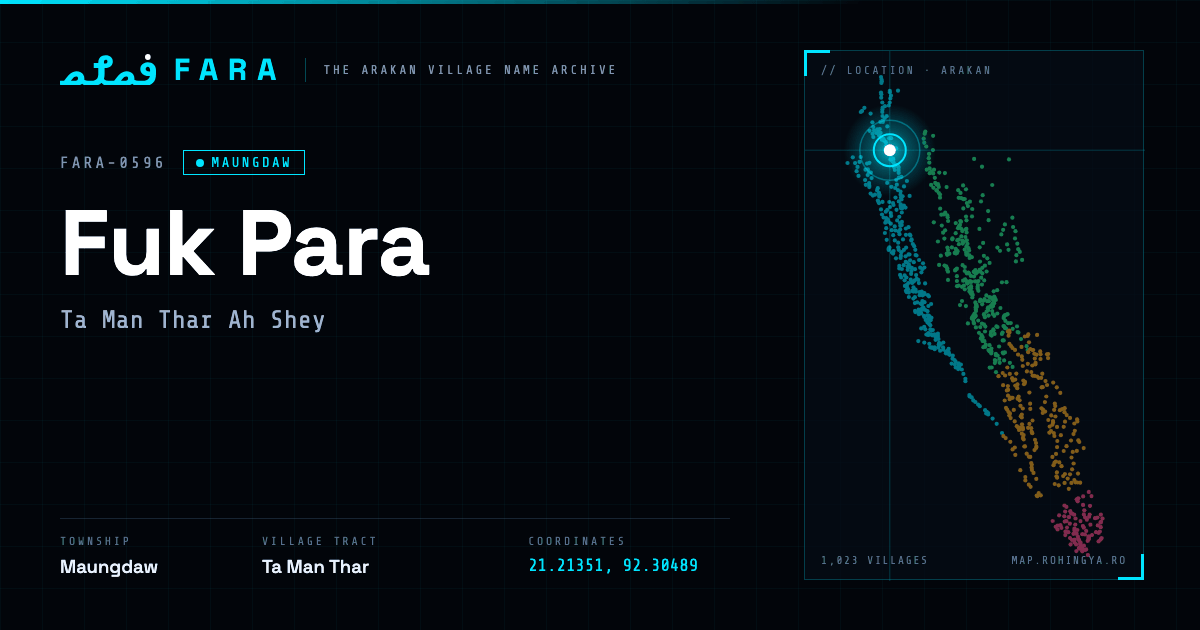 FARA
THE ARAKAN VILLAGE NAME ARCHIVE
FARA-0596
MAUNGDAW
Fuk Para
Ta Man Thar Ah Shey
TOWNSHIP
Maungdaw
VILLAGE TRACT
Ta Man Thar
COORDINATES
21.21351, 92.30489
// LOCATION · ARAKAN
1,023 VILLAGES
MAP.ROHINGYA.RO